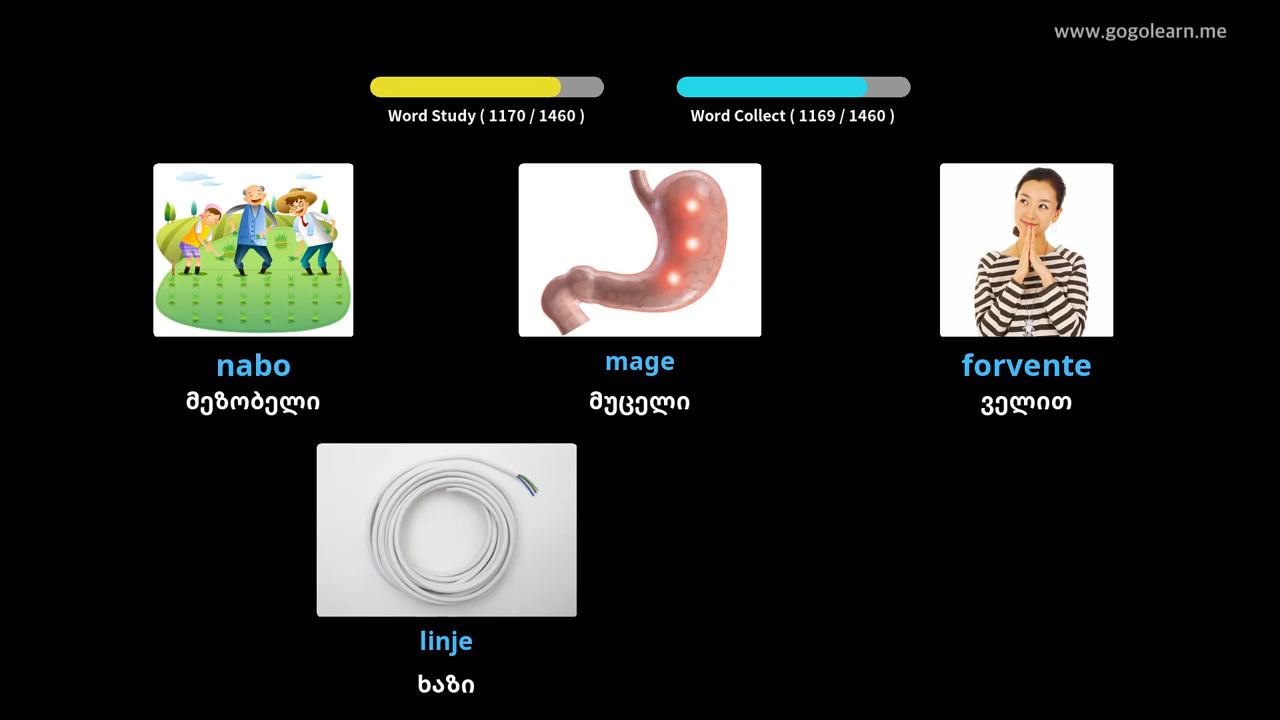 www.gogolearn.me
Word Study ( 1170 / 1460 )
Word Collect ( 1169 / 1460 )
nabo
mage
forvente
მეზობელი
მუცელი
ველით
linje
ხაზი